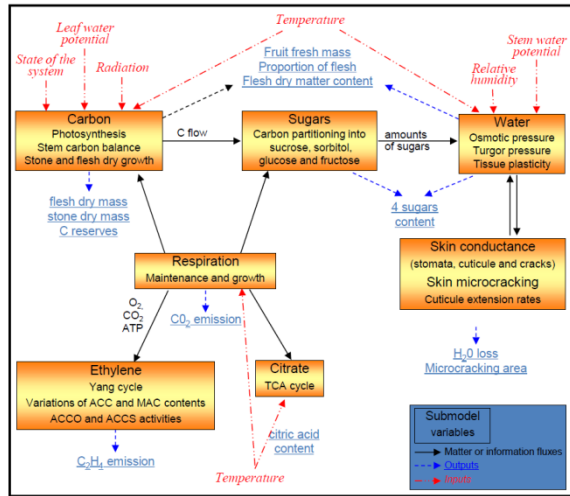 Temperature
Leaf water
potential
State of the
system
Radiation
Stem water
potential
Relative
humidity
Fruit fresh mass
Proportion of flesh
Flesh dry matter content
Carbon
Photosynthesis
Stem carbon balance
Stone and flesh dry growth
C flow
Sugars
Carbon partitioning into
sucrose, sorbitol,
glucose and fructose
amounts
of sugars
Water
Osmotic pressure
Turgor pressure
Tissue plasticity
flesh dry mass
stone dry mass
C reserves
4 sugars
content
Respiration
Maintenance and growth
Skin conductance
(stomata, cuticule and cracks)
Skin microcracking
Cuticule extension rates
O₂,
CO₂
ATP
C0₂ emission
H₂0 loss
Microcracking area
Ethylene
Yang cycle
Variations of ACC and MAC contents
ACCO and ACCS activities
Citrate
TCA cycle
citric acid
content
C₂H₄ emission
Temperature
Submodel
variables
Matter or information fluxes
Outputs
Inputs